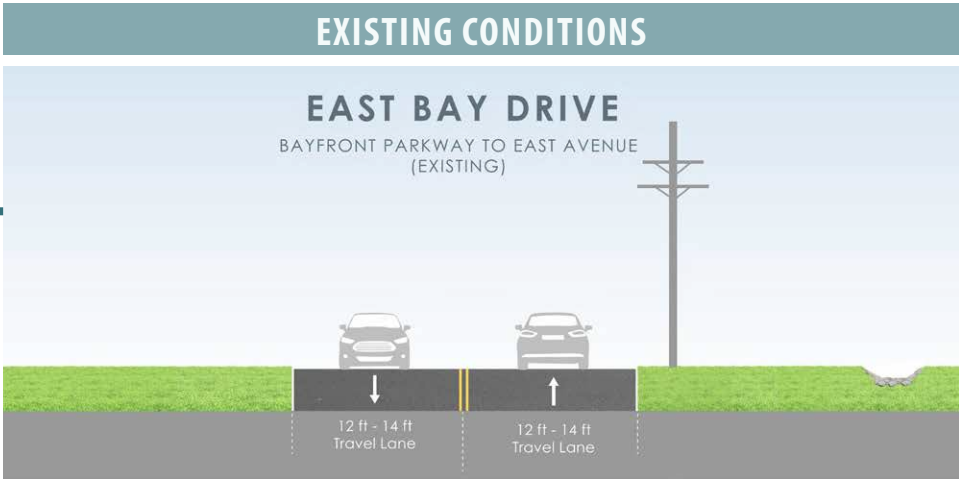 EXISTING CONDITIONS
EAST BAY DRIVE
BAYFRONT PARKWAY TO EAST AVENUE
(EXISTING)
12 ft - 14 ft
Travel Lane
12 ft - 14 ft
Travel Lane